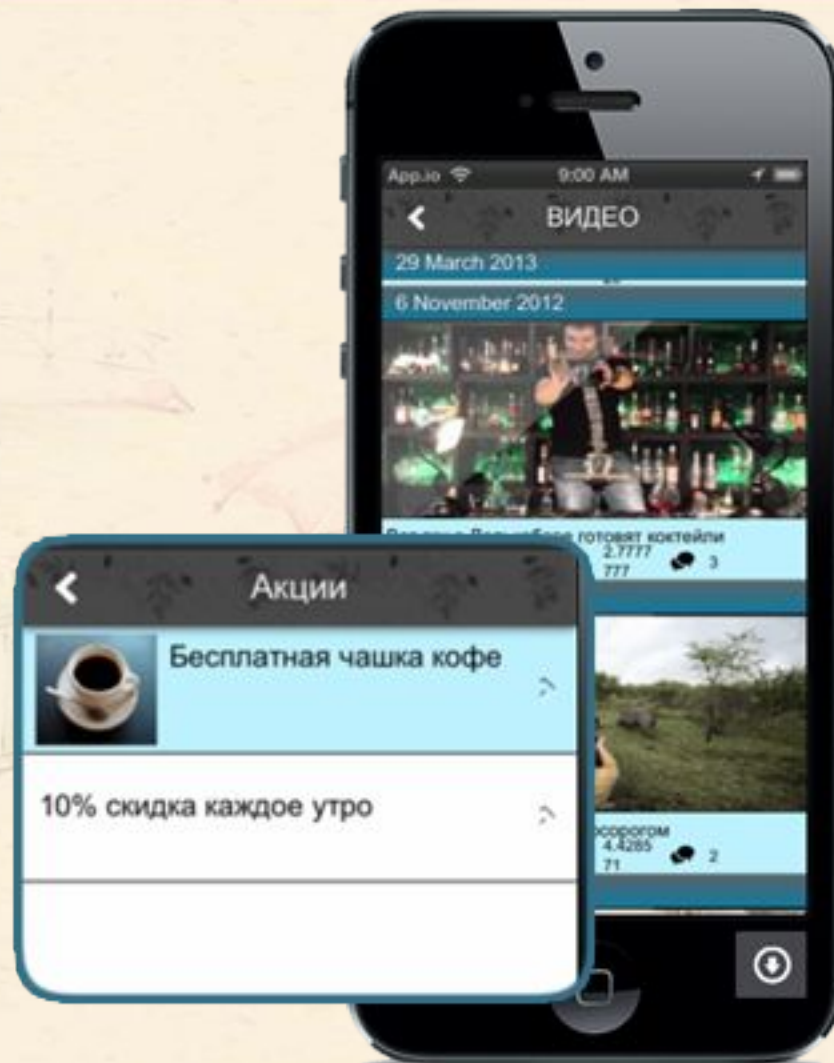 App.io 9:00 AM
ВИДЕО
29 March 2013
6 November 2012
готовят коктейли
2.7777
777
3
Акции
Бесплатная чашка кофе
10% скидка каждое утро
4.4285
71
2